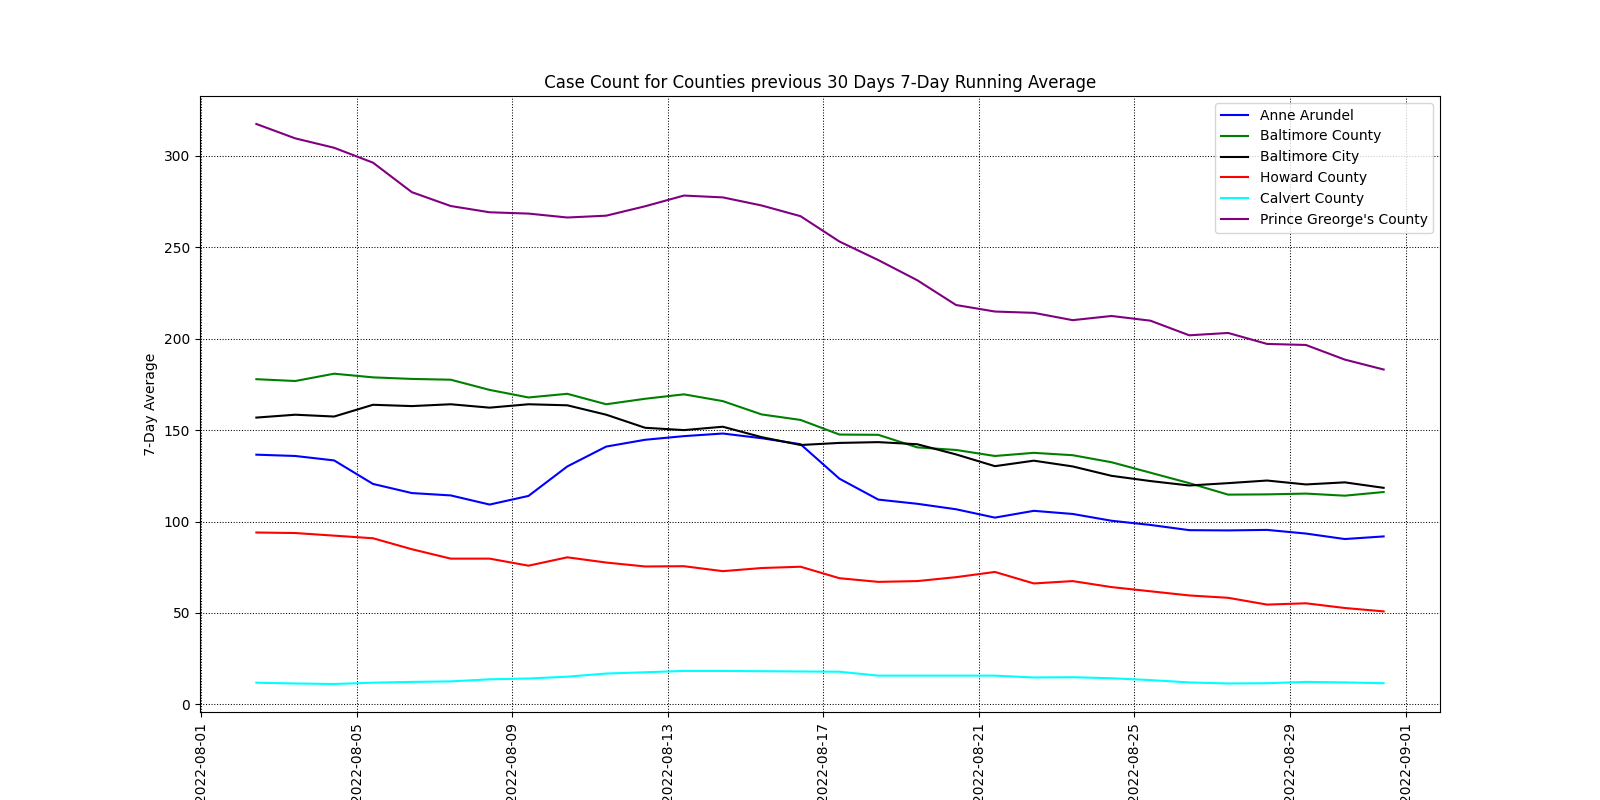 Case Count for Counties previous 30 Days 7-Day Running Average
Anne Arundel
Baltimore County
Baltimore City
Howard County
Calvert County
Prince Greorge's County
7-Day Average
300
250
200
150
100
50
0
2022-08-01
2022-08-05
2022-08-09
2022-08-13
2022-08-17
2022-08-21
2022-08-25
2022-08-29
2022-09-01